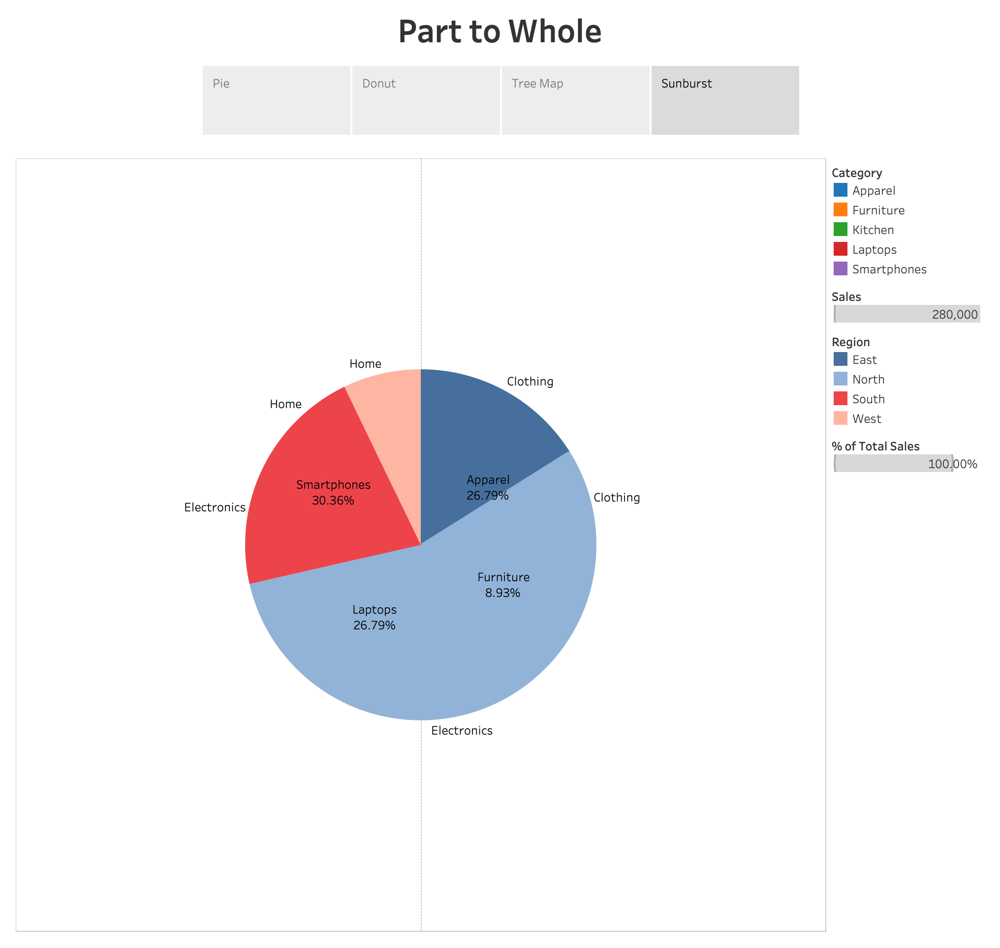 Part to Whole
Pie
Donut
Tree Map
Sunburst
Category
Apparel
Furniture
Kitchen
Laptops
Smartphones
Sales
280,000
Region
East
North
South
West
% of Total Sales
100.00%
Home
Clothing
Home
Apparel
26.79%
Smartphones
30.36%
Clothing
Electronics
Furniture
8.93%
Laptops
26.79%
Electronics